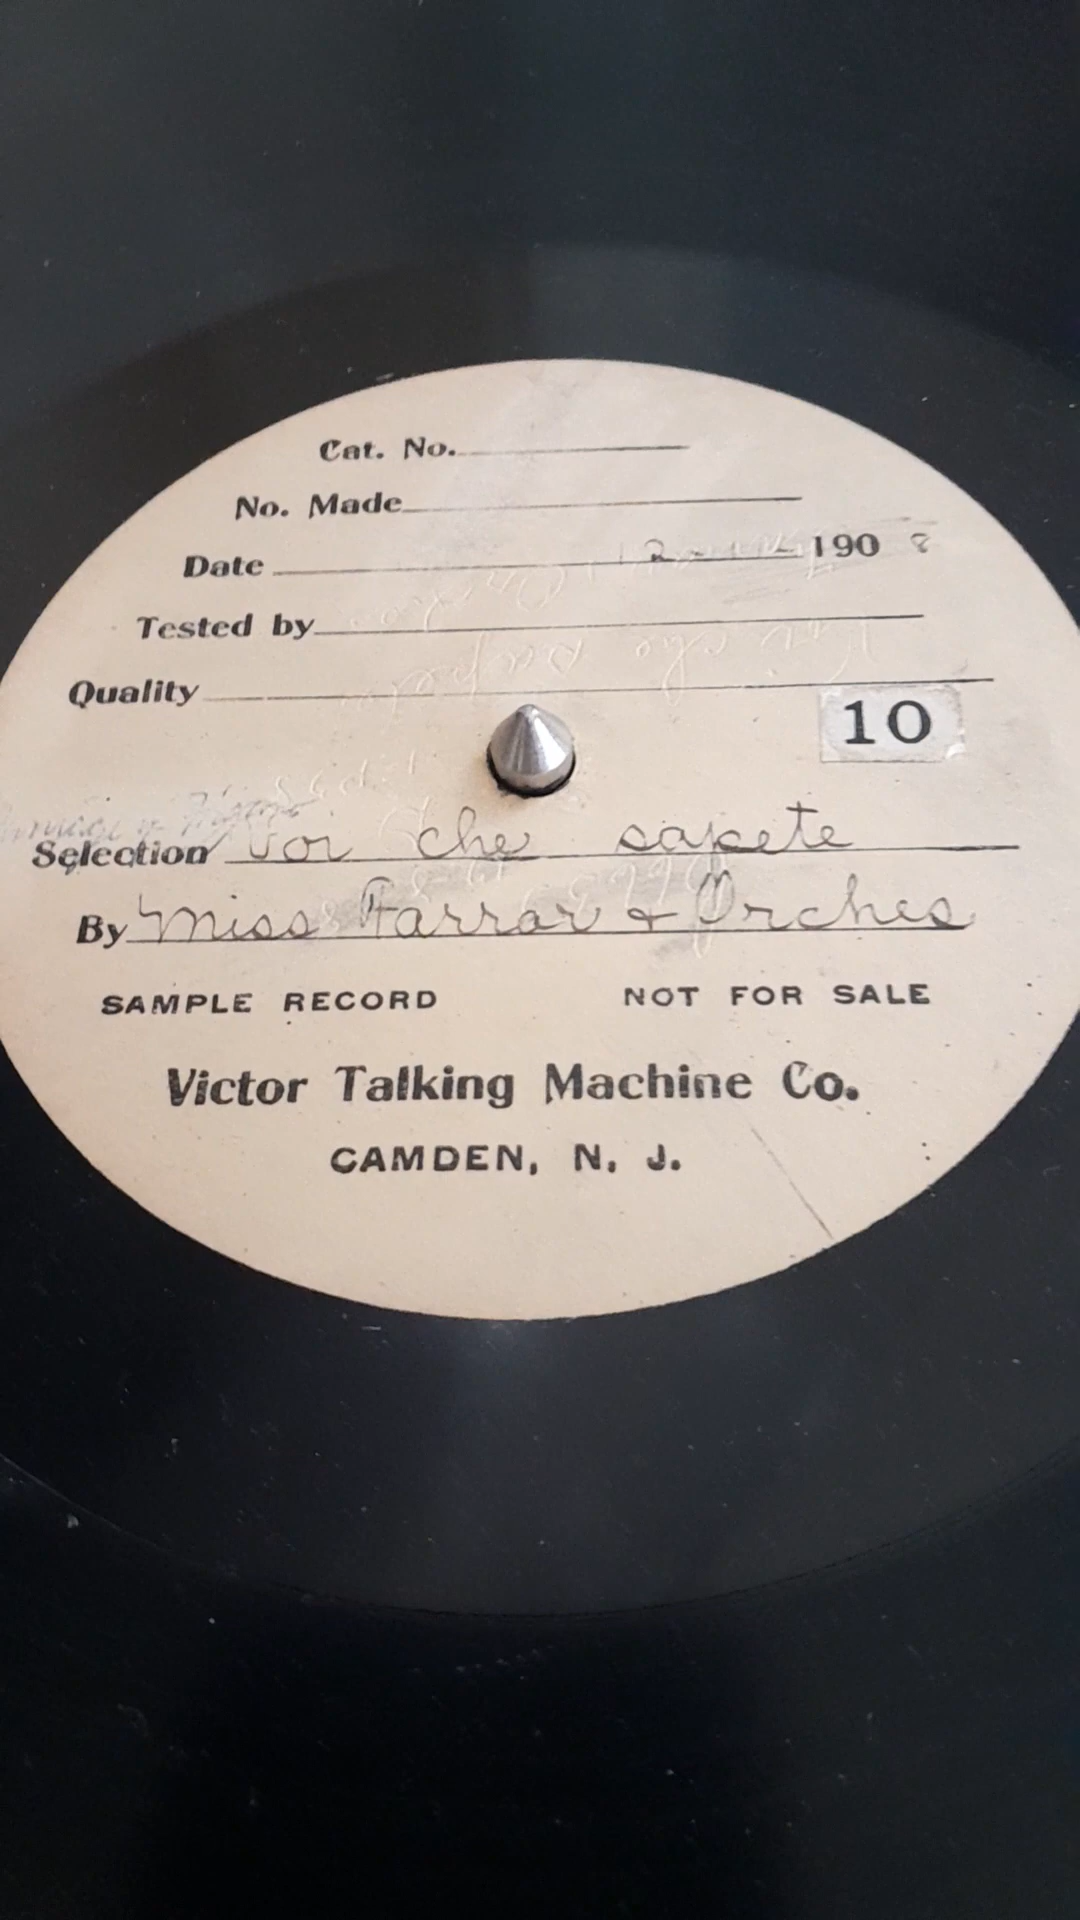 Cat. No.
No. Made
Date 1908
Tested by
Quality
10
Selection Voi che sapete
By Miss Farrar & Orches
SAMPLE RECORD NOT FOR SALE
Victor Talking Machine Co.
CAMDEN, N. J.